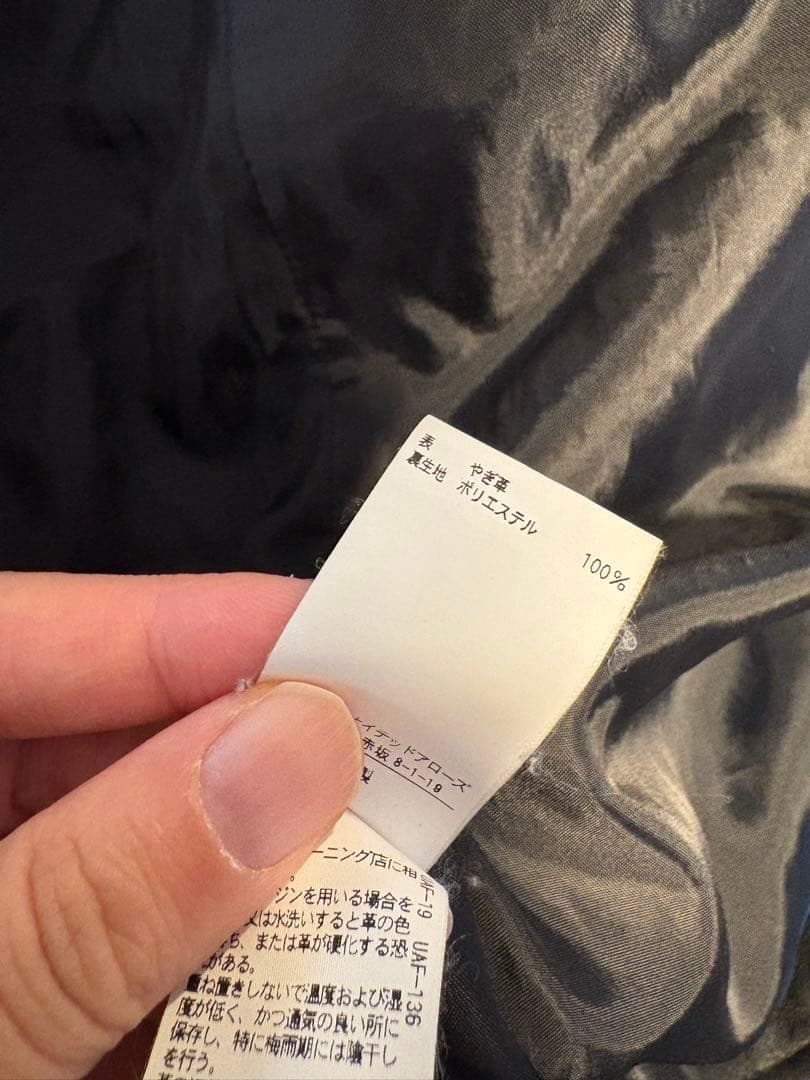 表 やぎ革
裏生地 ポリエステル 100%
イテッドアローズ
赤坂 8-1-19
製
ーニング店に相
ジンを用いる場合を
又は水洗いすると革の色
ち、または革が硬化する恐
がある。
重ね置きしないで温度および湿
度が低く、かつ通気の良い所に
保存し、特に梅雨期には陰干し
を行う。
F-19 UAF-136